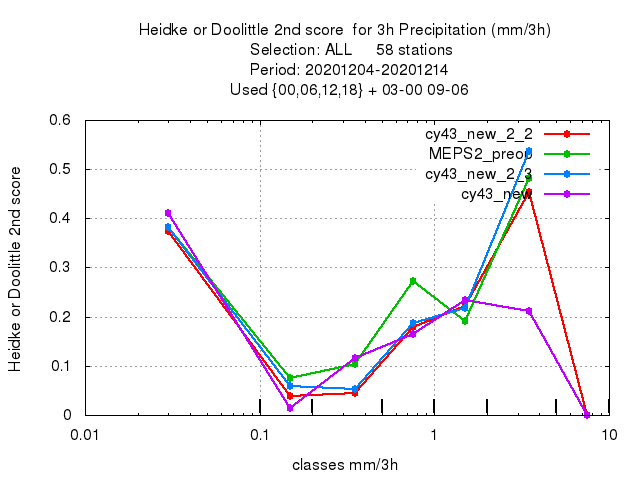 Heidke or Doolittle 2nd score  for 3h Precipitation (mm/3h)
Selection: ALL     58 stations
Period: 20201204-20201214
Used {00,06,12,18} + 03-00 09-06
Heidke or Doolittle 2nd score
0.6
0.5
0.4
0.3
0.2
0.1
0
cy43_new_2_2
MEPS2_preop
cy43_new_2_3
cy43_new
0.01
0.1
1
10
classes mm/3h